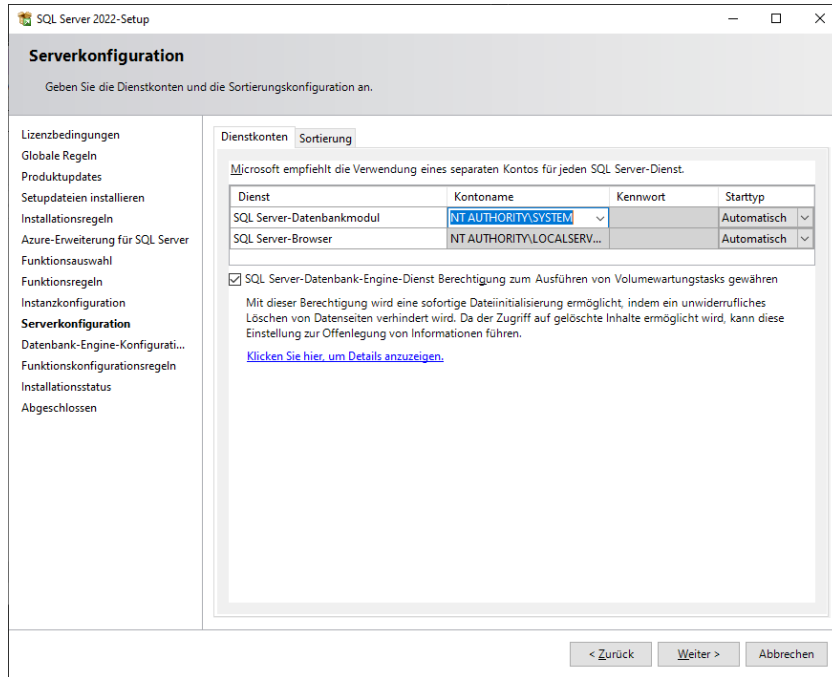 SQL Server 2022-Setup
Serverkonfiguration
Geben Sie die Dienstkonten und die Sortierungskonfiguration an.
Lizenzbedingungen
Globale Regeln
Produktupdates
Setupdateien installieren
Installationsregeln
Azure-Erweiterung für SQL Server
Funktionsauswahl
Funktionsregeln
Instanzkonfiguration
Serverkonfiguration
Datenbank-Engine-Konfigurati...
Funktionskonfigurationsregeln
Installationsstatus
Abgeschlossen
Dienstkonten Sortierung
Microsoft empfiehlt die Verwendung eines separaten Kontos für jeden SQL Server-Dienst.
Dienst Kontoname Kennwort Starttyp
SQL Server-Datenbankmodul NT AUTHORITY\SYSTEM Automatisch
SQL Server-Browser NT AUTHORITY\LOCALSERV... Automatisch
SQL Server-Datenbank-Engine-Dienst Berechtigung zum Ausführen von Volumewartungstasks gewähren
Mit dieser Berechtigung wird eine sofortige Dateiinitialisierung ermöglicht, indem ein unwiderrufliches
Löschen von Datenseiten verhindert wird. Da der Zugriff auf gelöschte Inhalte ermöglicht wird, kann diese
Einstellung zur Offenlegung von Informationen führen.
Klicken Sie hier, um Details anzuzeigen.
< Zurück Weiter > Abbrechen